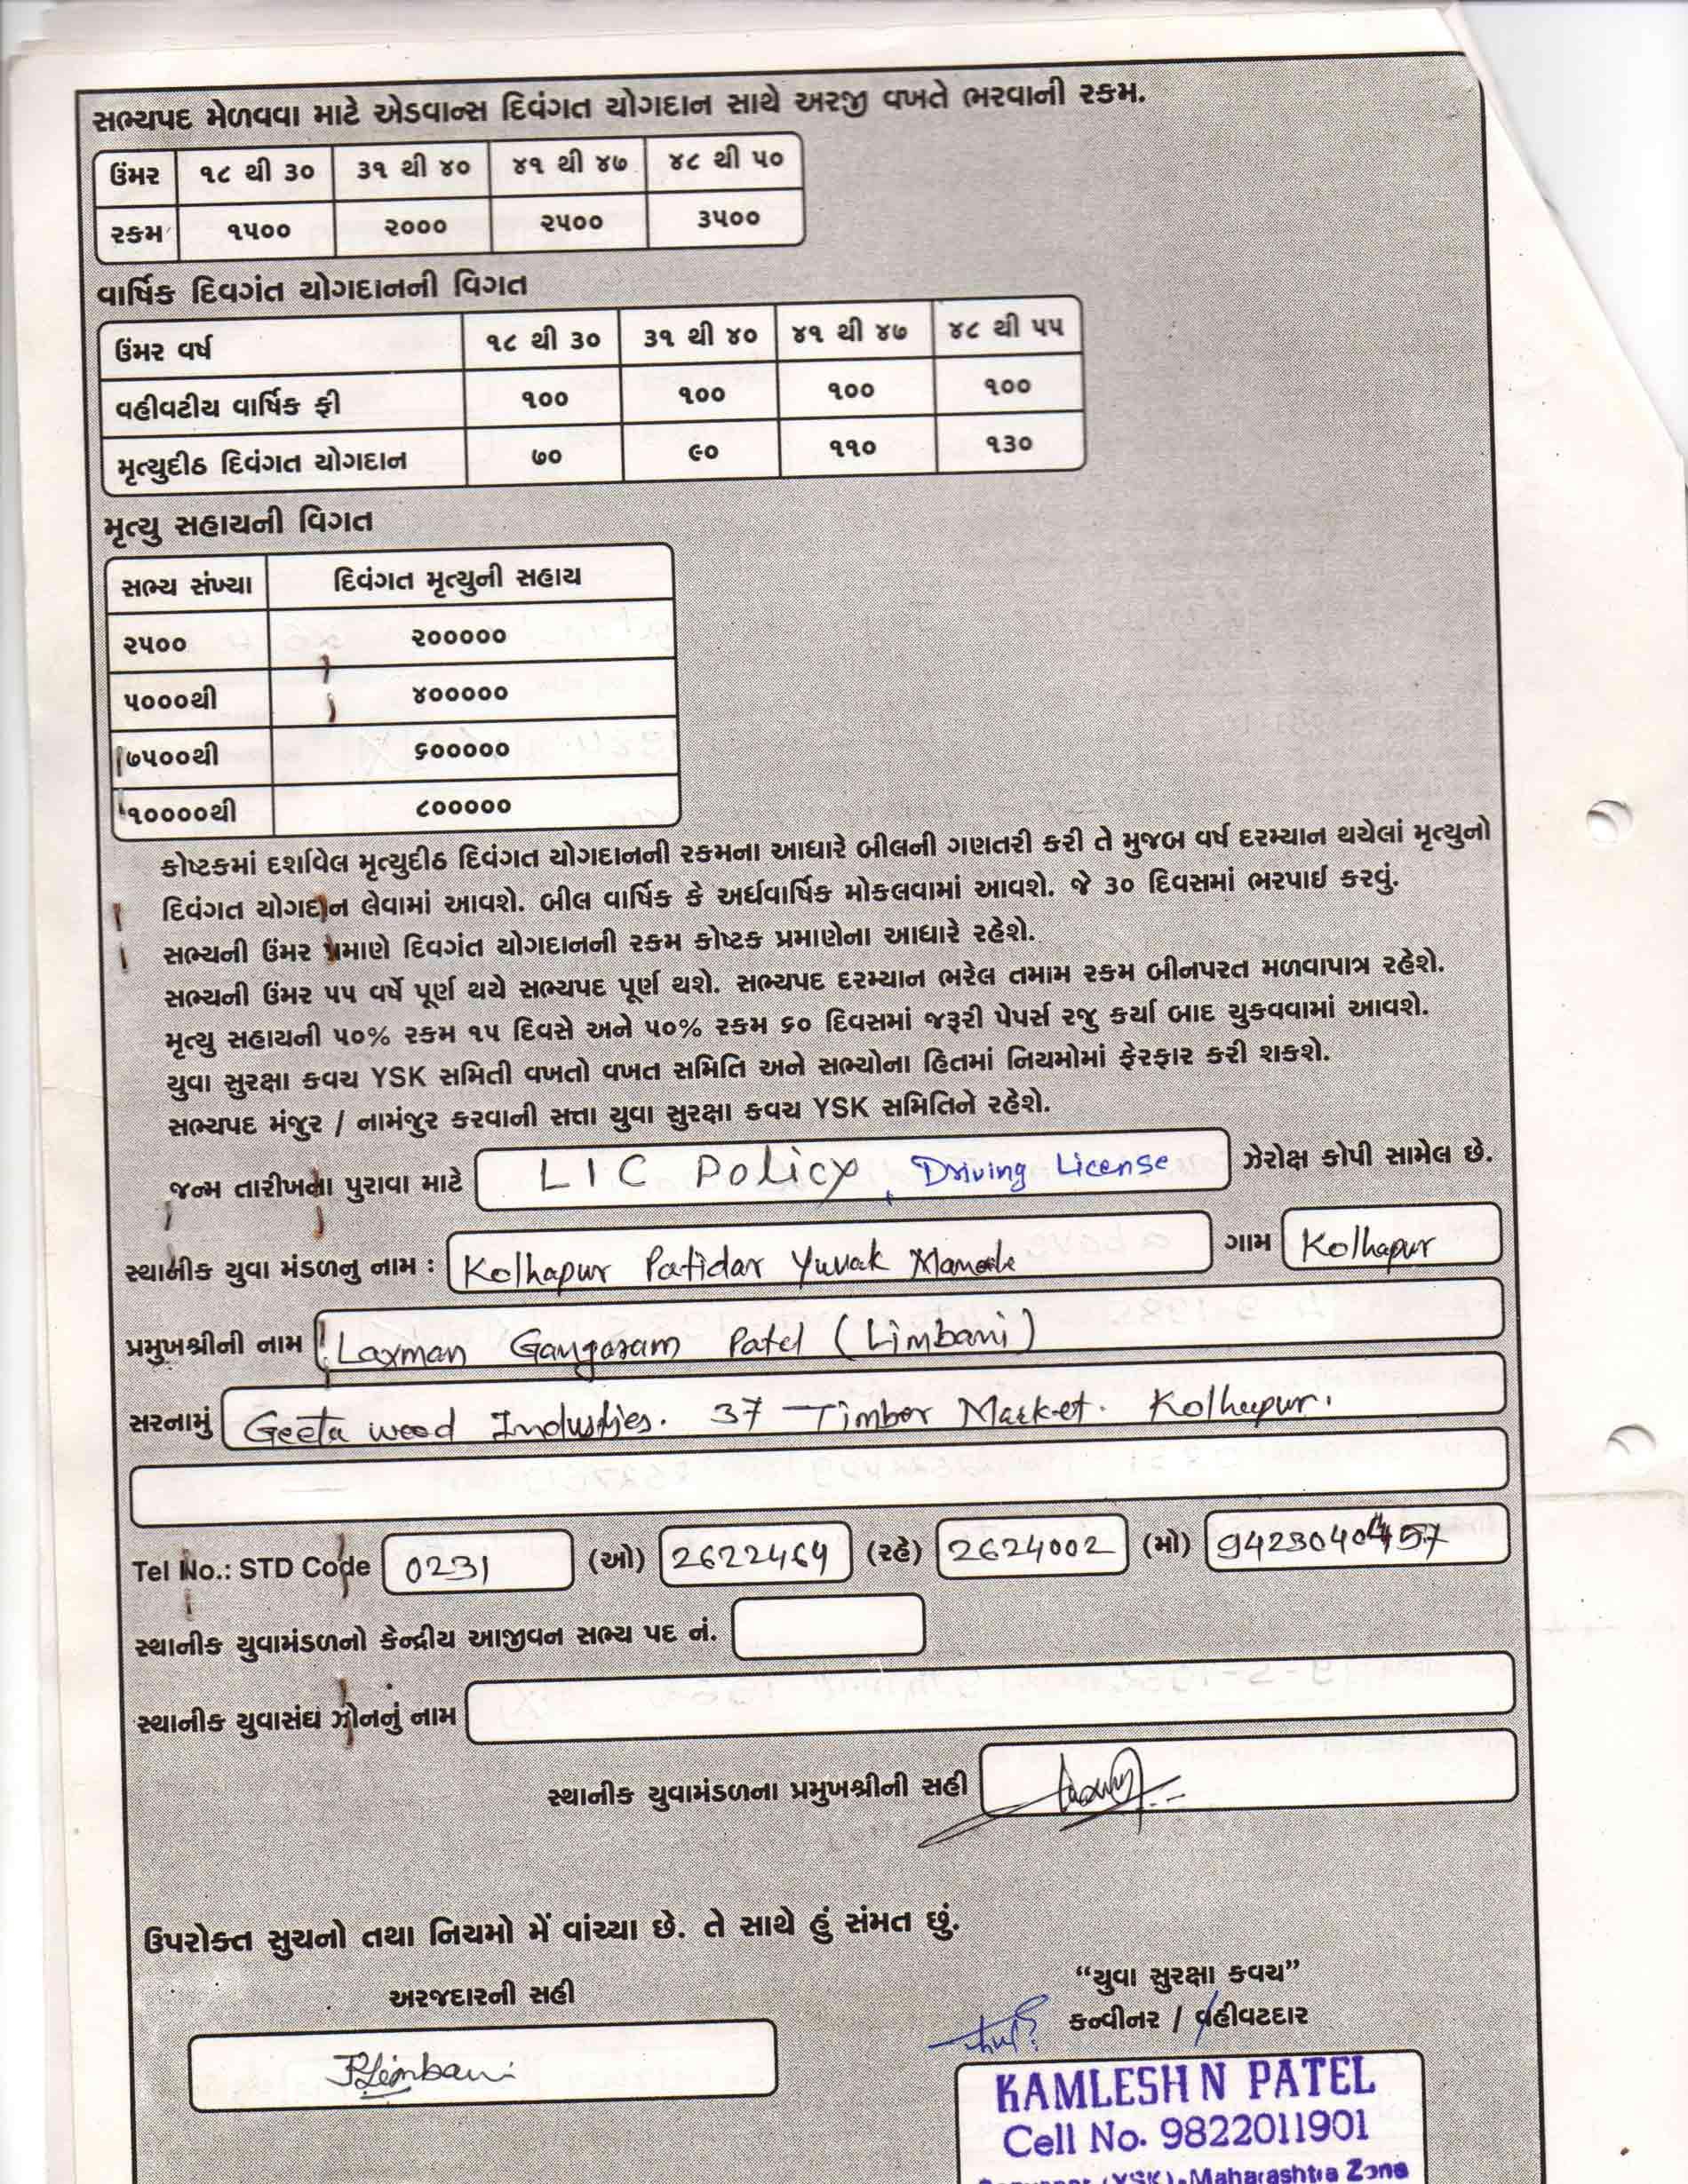 સભ્યપદ મેળવવા માટે એડવાન્સ દિવંગત યોગદાન સાથે અરજી વખતે ભરવાની રકમ.
ઉંમર ૧૮ થી ૩૦ ૩૧ થી ૪૦ ૪૧ થી ૪૭ ૪૮ થી ૫૦
રકમ ૧૫૦૦ ૨૦૦૦ ૨૫૦૦ ૩૫૦૦
વાર્ષિક દિવગંત યોગદાનની વિગત
ઉંમર વર્ષ ૧૮ થી ૩૦ ૩૧ થી ૪૦ ૪૧ થી ૪૭ ૪૮ થી ૫૫
વહીવટીય વાર્ષિક ફી ૧૦૦ ૧૦૦ ૧૦૦ ૧૦૦
મૃત્યુદીઠ દિવંગત યોગદાન ૭૦ ૯૦ ૧૧૦ ૧૩૦
મૃત્યુ સહાયની વિગત
સભ્ય સંખ્યા દિવંગત મૃત્યુની સહાય
૨૫૦૦ ૨૦૦૦૦૦
૫૦૦૦થી ૪૦૦૦૦૦
૭૫૦૦થી ૬૦૦૦૦૦
૧૦૦૦૦થી ૮૦૦૦૦૦
કોષ્ટકમાં દર્શાવેલ મૃત્યુદીઠ દિવંગત યોગદાનની રકમના આધારે બીલની ગણતરી કરી તે મુજબ વર્ષ દરમ્યાન થયેલાં મૃત્યુનો
દિવંગત યોગદાન લેવામાં આવશે. બીલ વાર્ષિક કે અર્ધવાર્ષિક મોકલવામાં આવશે. જે ૩૦ દિવસમાં ભરપાઈ કરવું.
સભ્યની ઉંમર પ્રમાણે દિવગંત યોગદાનની રકમ કોષ્ટક પ્રમાણેના આધારે રહેશે.
સભ્યની ઉંમર ૫૫ વર્ષે પૂર્ણ થયે સભ્યપદ પૂર્ણ થશે. સભ્યપદ દરમ્યાન ભરેલ તમામ રકમ બીનપરત મળવાપાત્ર રહેશે.
મૃત્યુ સહાયની ૫૦% રકમ ૧૫ દિવસે અને ૫૦% રકમ ૬૦ દિવસમાં જરૂરી પેપર્સ રજુ કર્યા બાદ ચુકવવામાં આવશે.
યુવા સુરક્ષા કવચ YSK સમિતી વખતો વખત સમિતિ અને સભ્યોના હિતમાં નિયમોમાં ફેરફાર કરી શકશે.
સભ્યપદ મંજુર / નામંજુર કરવાની સત્તા યુવા સુરક્ષા કવચ YSK સમિતિને રહેશે.
જન્મ તારીખના પુરાવા માટે LIC Policy, Driving License ઝેરોક્ષ કોપી સામેલ છે.
સ્થાનીક યુવા મંડળનુ નામ : Kolhapur Patidar Yuvak ગામ Kolhapur
પ્રમુખશ્રીની નામ Laxman Gangaram Patel (Limbani)
સરનામું Geeta wood Industries. 37 Timber Market. Kolhapur.
Tel No.: STD Code 0231 (ઓ) 2622464 (રહે) 2624002 (મો)
સ્થાનીક યુવામંડળનો કેન્દ્રીય આજીવન સભ્ય પદ નં.
સ્થાનીક યુવાસંઘ ઝોનનું નામ
સ્થાનીક યુવામંડળના પ્રમુખશ્રીની સહી
ઉપરોક્ત સુચનો તથા નિયમો મેં વાંચ્યા છે. તે સાથે હું સંમત છું.
"યુવા સુરક્ષા કવચ"
અરજદારની સહી
કન્વીનર / વહીવટદાર
KAMLESH N PATEL
Cell No. 9822011901
(YSK)-Maharashtra Zone